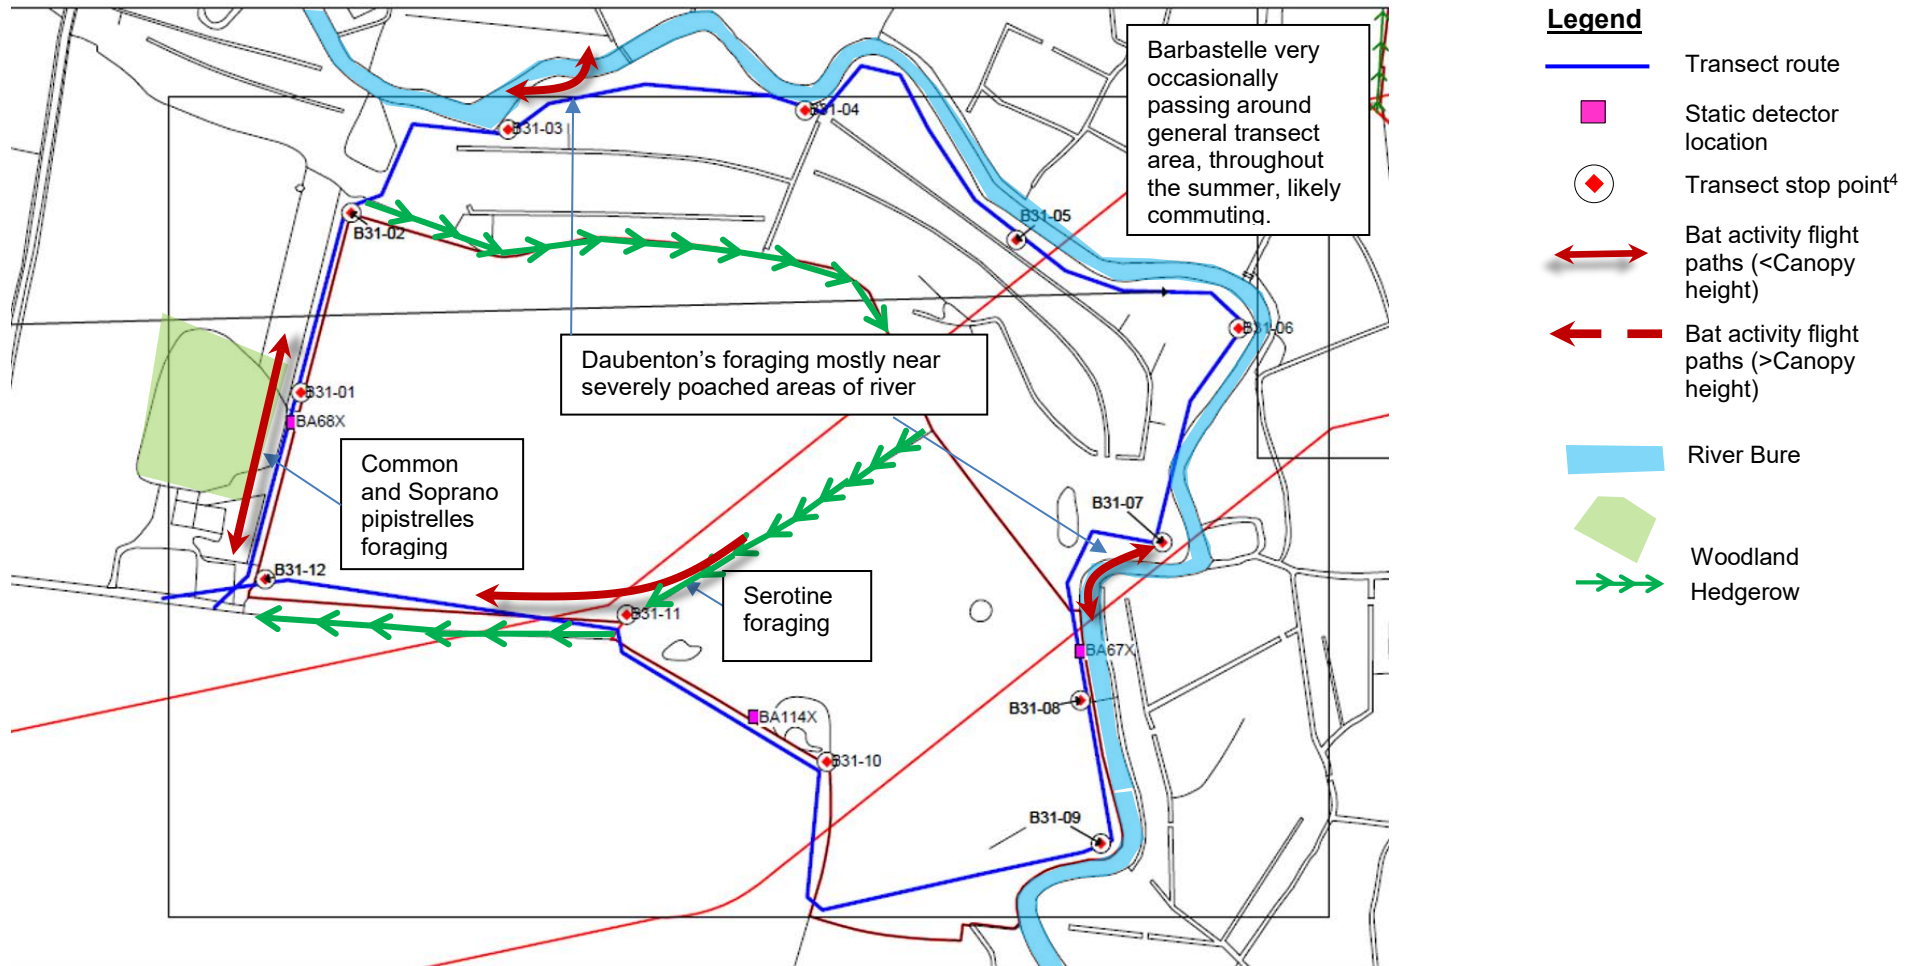 Barbastelle very
occasionally
passing around
general transect
area, throughout
the summer, likely
commuting.
B31-03
B31-04
B31-05
B31-02
B31-06
Daubenton’s foraging mostly near
severely poached areas of river
B31-01
BA68X
Common
and Soprano
pipistrelles
foraging
B31-07
B31-12
Serotine
foraging
B31-11
BA67X
B31-08
BA114X
B31-10
B31-09
Legend
Transect route
Static detector
location
Transect stop point⁴
Bat activity flight
paths (<Canopy
height)
Bat activity flight
paths (>Canopy
height)
River Bure
Woodland
Hedgerow